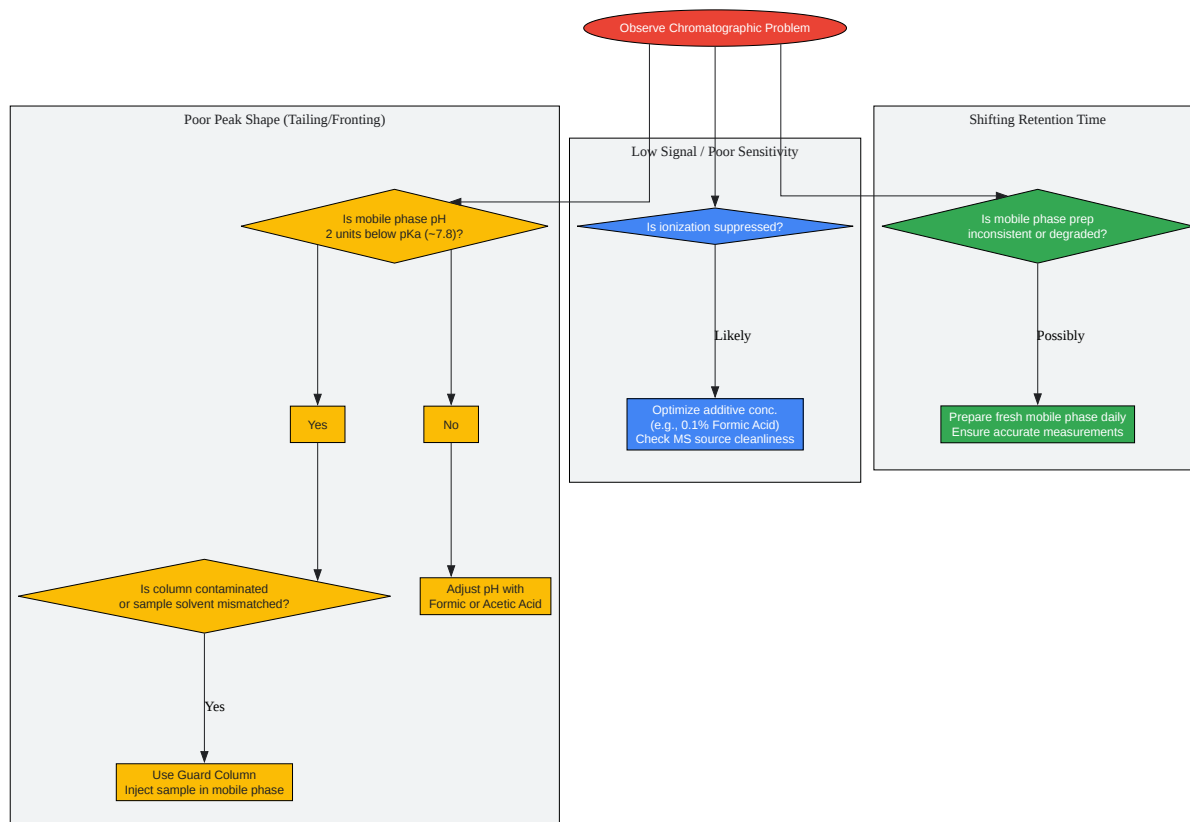 Observe Chromatographic Problem
Poor Peak Shape (Tailing/Fronting)
Is mobile phase pH
2 units below pKa (~7.8)?
Yes
No
Is column contaminated
or sample solvent mismatched?
Adjust pH with
Formic or Acetic Acid
Yes
Use Guard Column
Inject sample in mobile phase
Low Signal / Poor Sensitivity
Is ionization suppressed?
Likely
Optimize additive conc.
(e.g., 0.1% Formic Acid)
Check MS source cleanliness
Shifting Retention Time
Is mobile phase prep
inconsistent or degraded?
Possibly
Prepare fresh mobile phase daily
Ensure accurate measurements